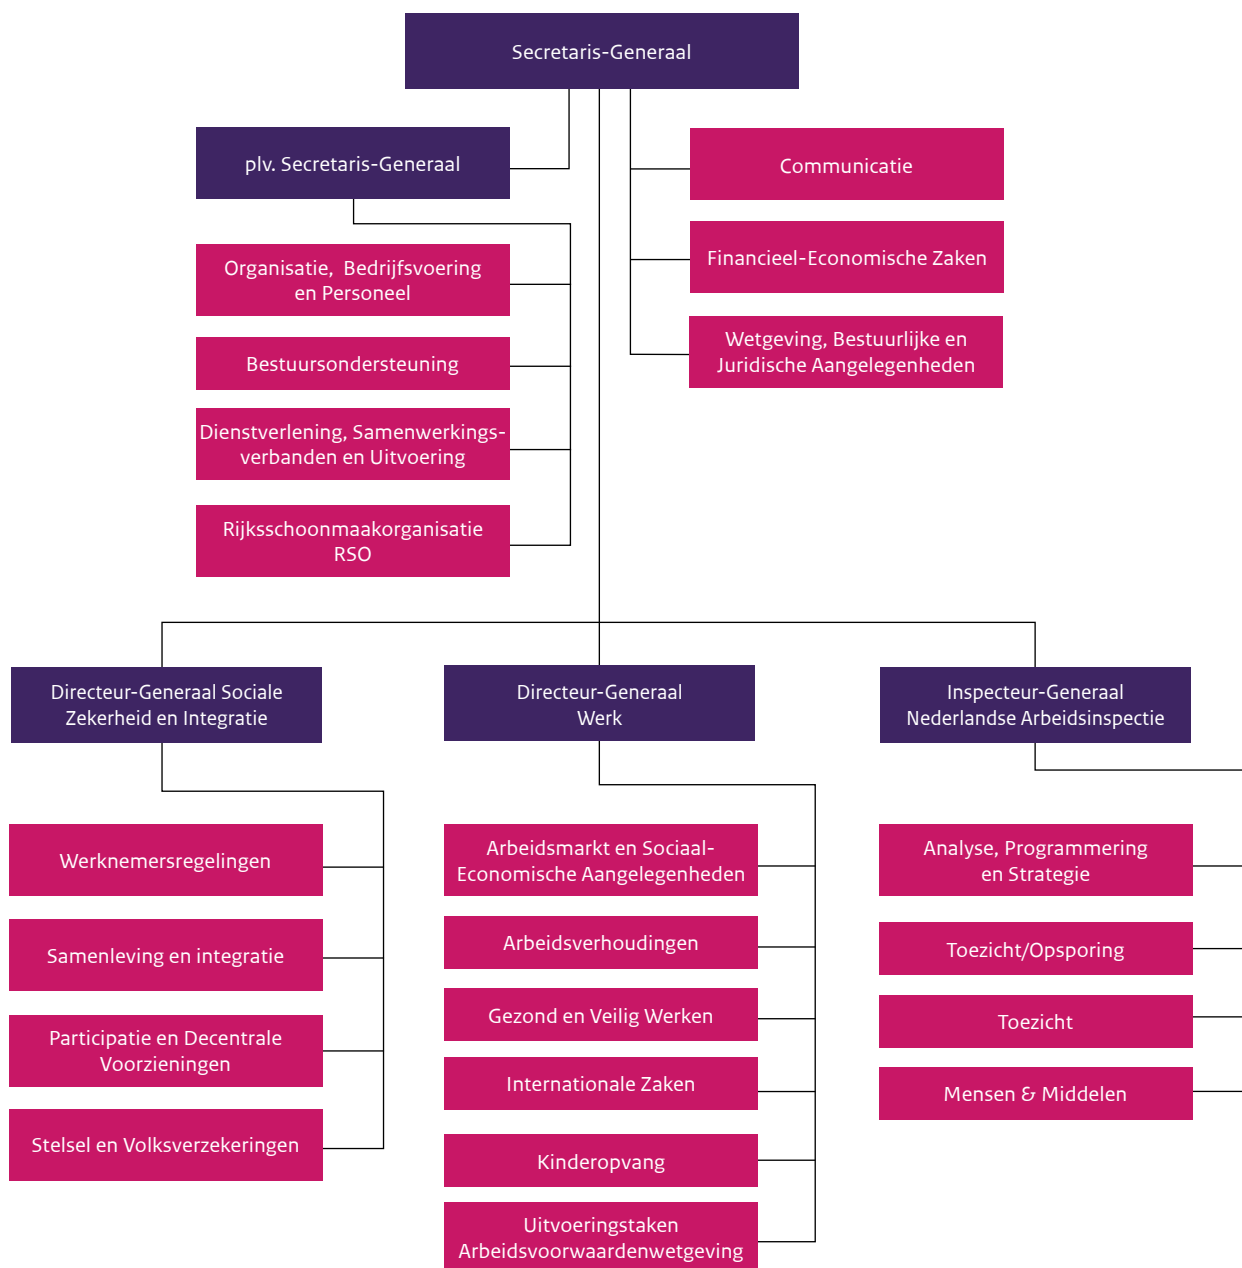 Secretaris-Generaal
plv. Secretaris-Generaal
Organisatie, Bedrijfsvoering
en Personeel
Bestuursondersteuning
Dienstverlening, Samenwerkings-
verbanden en Uitvoering
Rijksschoonmaakorganisatie
RSO
Communicatie
Financieel-Economische Zaken
Wetgeving, Bestuurlijke en
Juridische Aangelegenheden
Directeur-Generaal Sociale
Zekerheid en Integratie
Werknemersregelingen
Samenleving en integratie
Participatie en Decentrale
Voorzieningen
Stelsel en Volksverzekeringen
Directeur-Generaal
Werk
Arbeidsmarkt en Sociaal-
Economische Aangelegenheden
Arbeidsverhoudingen
Gezond en Veilig Werken
Internationale Zaken
Kinderopvang
Uitvoeringstaken
Arbeidsvoorwaardenwetgeving
Inspecteur-Generaal
Nederlandse Arbeidsinspectie
Analyse, Programmering
en Strategie
Toezicht/Opsporing
Toezicht
Mensen & Middelen